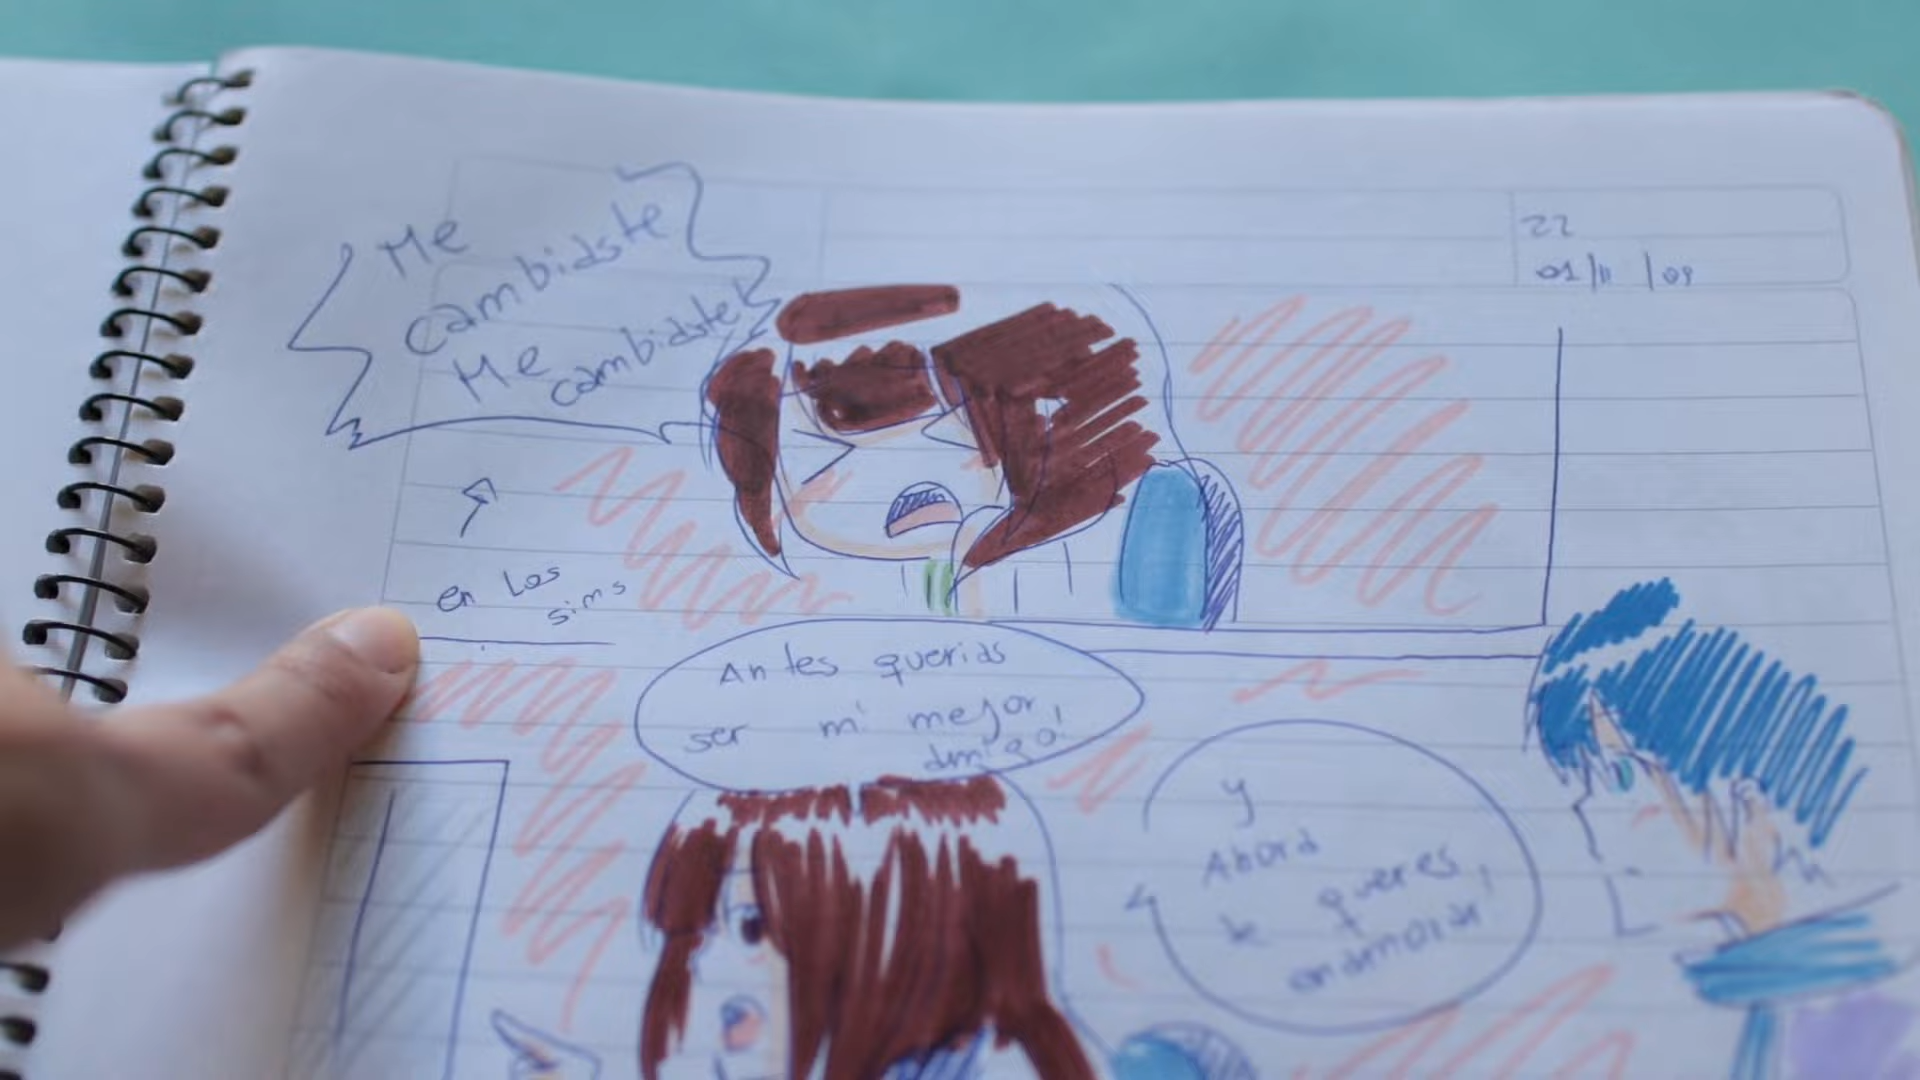 22
01/11/09
Me
cambiaste
Me cambiaste!
en Los
sims
Antes querias
ser mi mejor
amigo!
y
Ahora
te queres
enamorar!